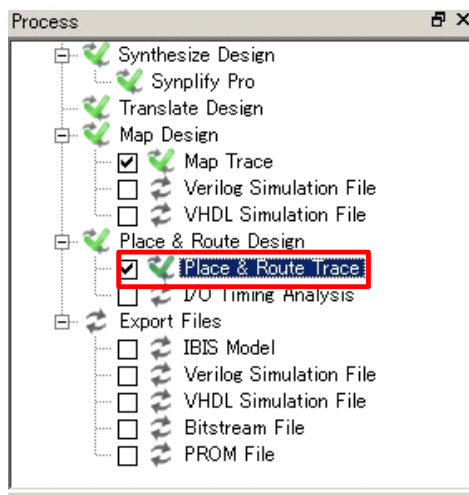 Process
Synthesize Design
Synplify Pro
Translate Design
Map Design
Map Trace
Verilog Simulation File
VHDL Simulation File
Place & Route Design
Place & Route Trace
I/O Timing Analysis
Export Files
IBIS Model
Verilog Simulation File
VHDL Simulation File
Bitstream File
PROM File